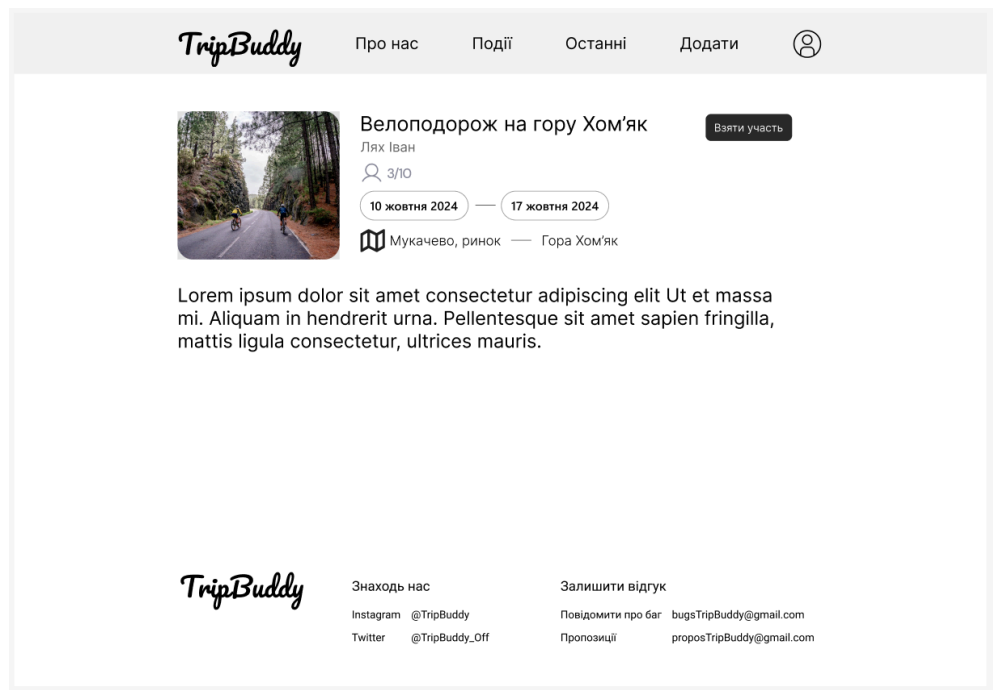 TripBuddy Про нас Події Останні Додати
Велоподорож на гору Хом’як
Взяти участь
Лях Іван
3/10
10 жовтня 2024 — 17 жовтня 2024
Мукачево, ринок — Гора Хом’як
Lorem ipsum dolor sit amet consectetur adipiscing elit Ut et massa
mi. Aliquam in hendrerit urna. Pellentesque sit amet sapien fringilla,
mattis ligula consectetur, ultrices mauris.
TripBuddy
Знаходь нас
Instagram @TripBuddy
Twitter @TripBuddy_Off
Залишити відгук
Повідомити про баг bugsTripBuddy@gmail.com
Пропозиції proposTripBuddy@gmail.com